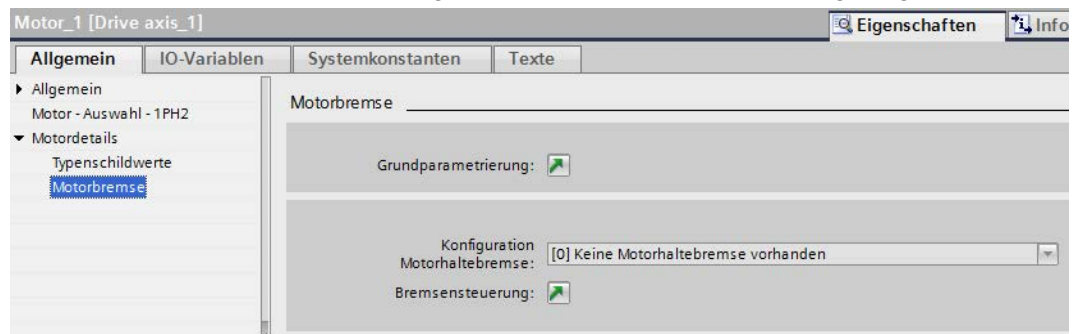 Motor_1 [Drive axis_1]
Eigenschaften
Info
Allgemein
IO-Variablen
Systemkonstanten
Texte
Allgemein
Motor - Auswahl - 1PH2
Motordetails
Typenschildwerte
Motorbremse
Motorbremse
Grundparametrierung:
Konfiguration
Motorhaltebremse:
[0] Keine Motorhaltebremse vorhanden
Bremsensteuerung: